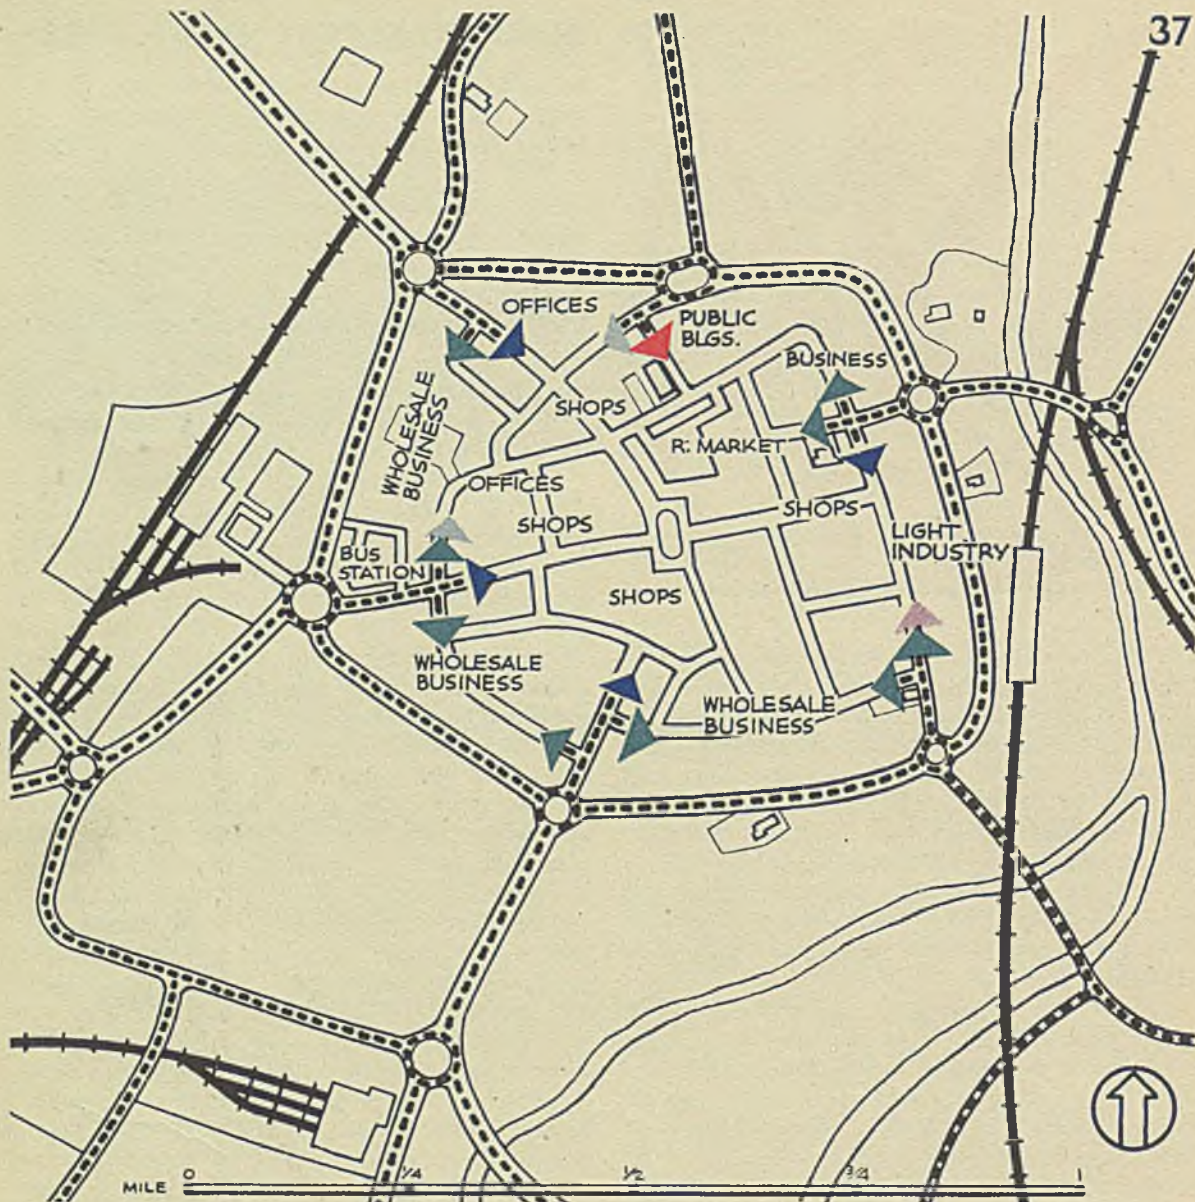 37
OFFICES
PUBLIC
BLGS.
BUSINESS
SHOPS
WHOLESALE
BUSINESS
R. MARKET
OFFICES
SHOPS
SHOPS
LIGHT
INDUSTRY
BUS
STATION
SHOPS
WHOLESALE
BUSINESS
WHOLESALE
BUSINESS
MILE 0 1/4 1/2 3/4 1